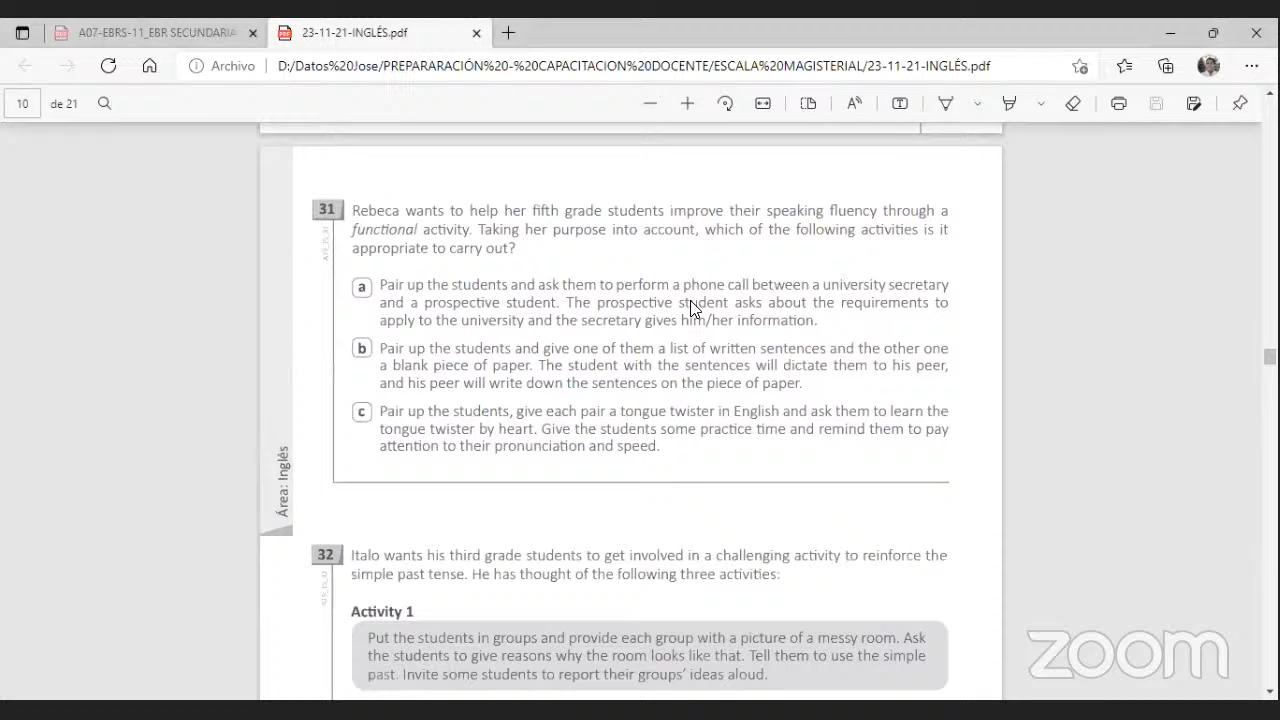 A07-EBRS-11_EBR SECUNDARIA
23-11-21-INGLÉS.pdf
Archivo
D:/Datos%20Jose/PREPARARACIÓN%20-%20CAPACITACION%20DOCENTE/ESCALA%20MAGISTERIAL/23-11-21-INGLÉS.pdf
10 de 21
31 Rebeca wants to help her fifth grade students improve their speaking fluency through a
functional activity. Taking her purpose into account, which of the following activities is it
appropriate to carry out?
a Pair up the students and ask them to perform a phone call between a university secretary
and a prospective student. The prospective student asks about the requirements to
apply to the university and the secretary gives him/her information.
b Pair up the students and give one of them a list of written sentences and the other one
a blank piece of paper. The student with the sentences will dictate them to his peer,
and his peer will write down the sentences on the piece of paper.
c Pair up the students, give each pair a tongue twister in English and ask them to learn the
tongue twister by heart. Give the students some practice time and remind them to pay
attention to their pronunciation and speed.
Área: Inglés
32 Italo wants his third grade students to get involved in a challenging activity to reinforce the
simple past tense. He has thought of the following three activities:
Activity 1
Put the students in groups and provide each group with a picture of a messy room. Ask
the students to give reasons why the room looks like that. Tell them to use the simple
past. Invite some students to report their groups' ideas aloud.
zoom